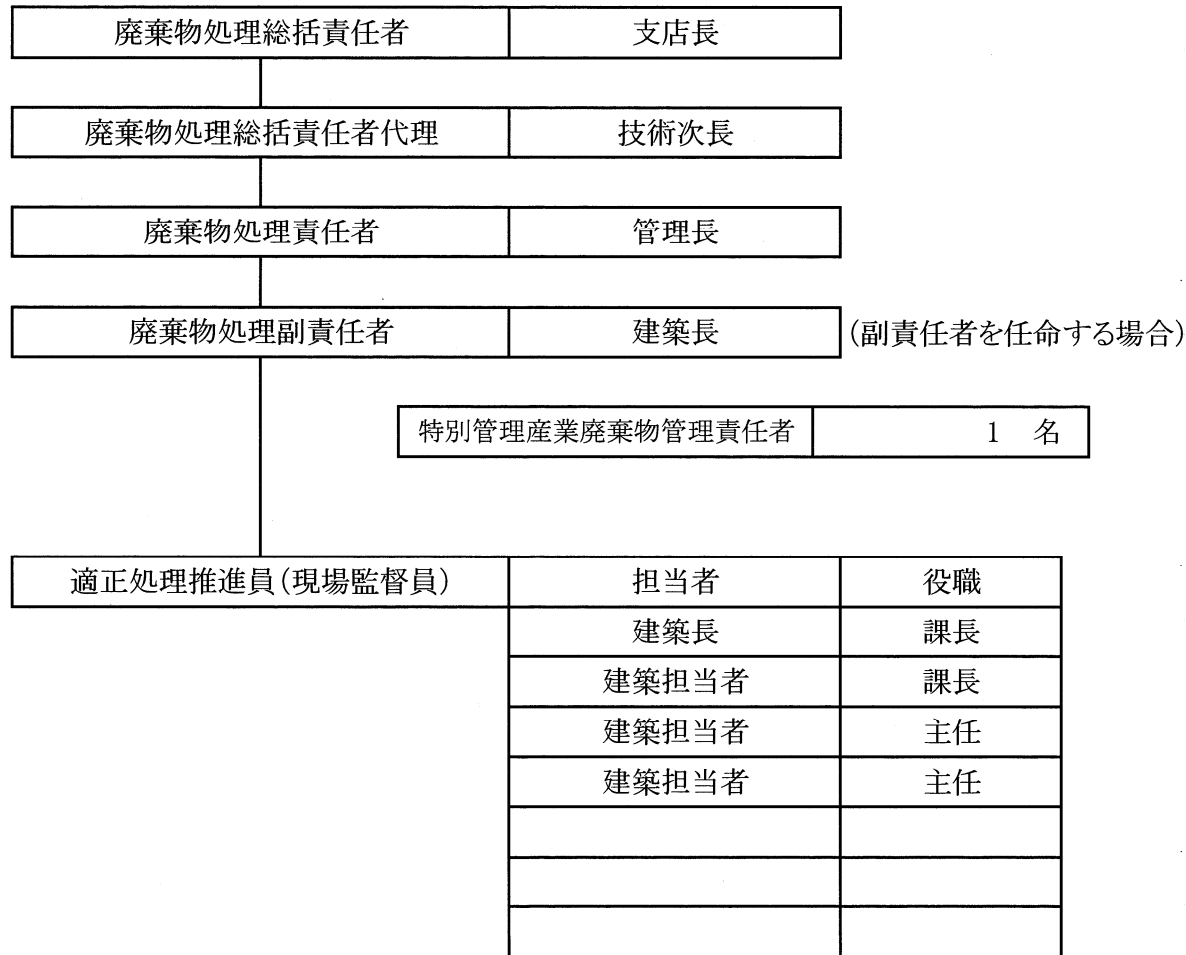 廃棄物処理総括責任者 支店長
廃棄物処理総括責任者代理 技術次長
廃棄物処理責任者 管理長
廃棄物処理副責任者 建築長 (副責任者を任命する場合)
特別管理産業廃棄物管理責任者 1 名
適正処理推進員(現場監督員) 担当者 役職
建築長 課長
建築担当者 課長
建築担当者 主任
建築担当者 主任